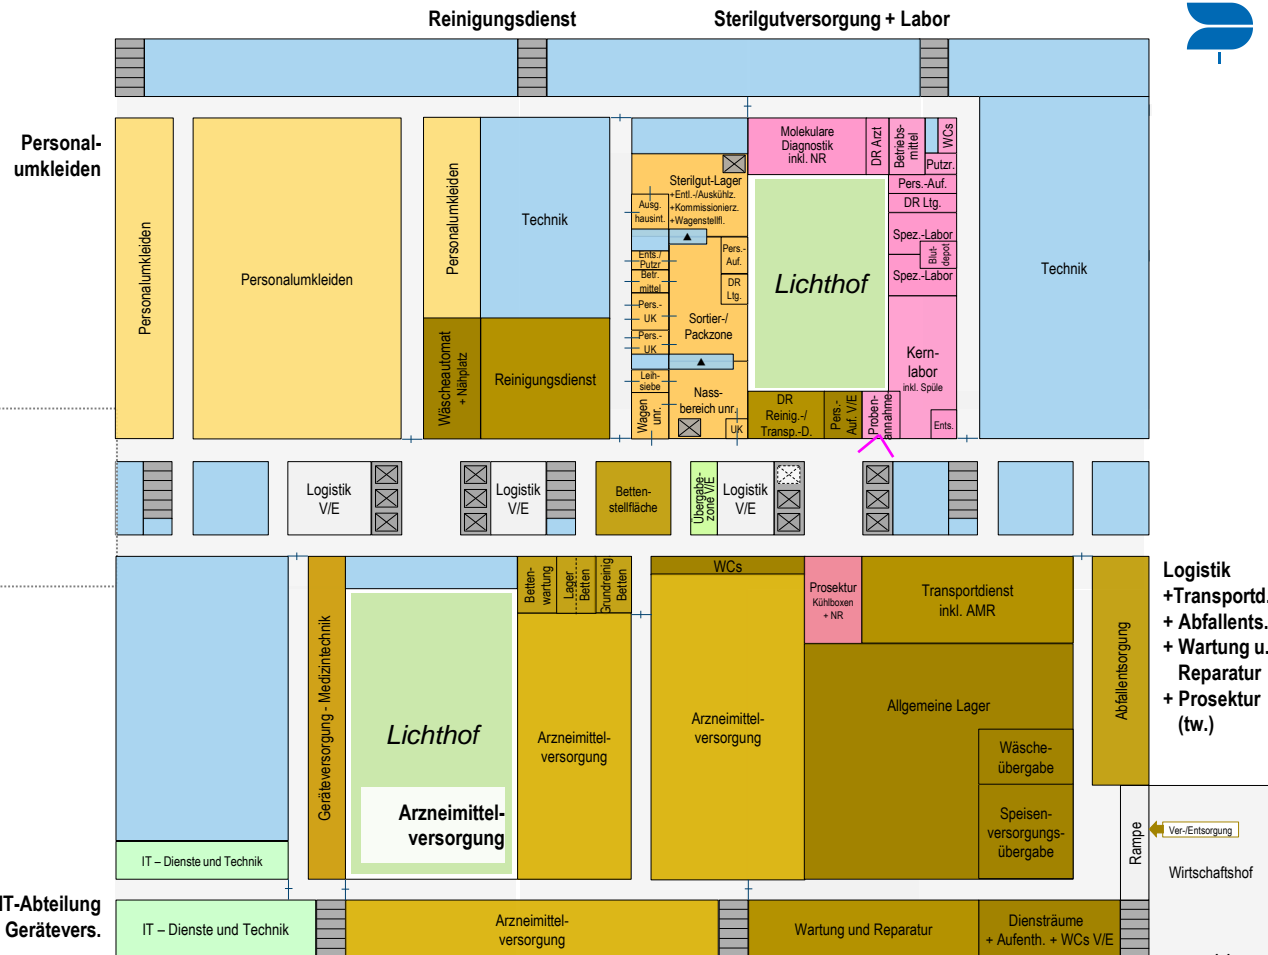 Reinigungsdienst
Sterilgutversorgung + Labor
Personal-
umkleiden
Personalumkleiden
Personalumkleiden
Personalumkleiden
Technik
Wäscheautomat
+ Nähplatz
Reinigungsdienst
Sterilgut-Lager
+Entl.-/Auskühlz.
+Kommissionierz.
+Wagenstellfl.
Ausg.
hausint.
Ents./
Putzr
Betr.
mittel
Pers.-
UK
Pers.-
UK
Leih-
siebe
Wagen
unr.
Pers.-
Auf.
DR
Ltg.
Sortier-/
Packzone
Nass-
bereich unr.
UK
Molekulare
Diagnostik
inkl. NR
DR Arzt
Betriebs-
mittel
WCs
Putzr.
Pers.-Auf.
DR Ltg.
Spez.-Labor
Blut-
depot
Spez.-Labor
Kern-
labor
inkl. Spüle
Ents.
Lichthof
DR
Reinig.-/
Transp.-D.
Pers.-
Auf. V/E
Proben-
annahme
Technik
Logistik
V/E
Logistik
V/E
Betten-
stellfläche
Übergabe-
zone V/E
Logistik
V/E
Geräteversorgung - Medizintechnik
Betten-
wartung
Lager
Betten
Grundreinig
Betten
Lichthof
Arzneimittel-
versorgung
Arzneimittel-
versorgung
WCs
Arzneimittel-
versorgung
Prosektur
Kühlboxen
+ NR
Transportdienst
inkl. AMR
Allgemeine Lager
Wäsche-
übergabe
Speisen-
versorgungs-
übergabe
Abfallentsorgung
Logistik
+Transportd.
+ Abfallents.
+ Wartung u.
Reparatur
+ Prosektur
(tw.)
Rampe
Ver-/Entsorgung
Wirtschaftshof
IT – Dienste und Technik
IT-Abteilung
Gerätevers.
IT – Dienste und Technik
Arzneimittel-
versorgung
Wartung und Reparatur
Diensträume
+ Aufenth. + WCs V/E